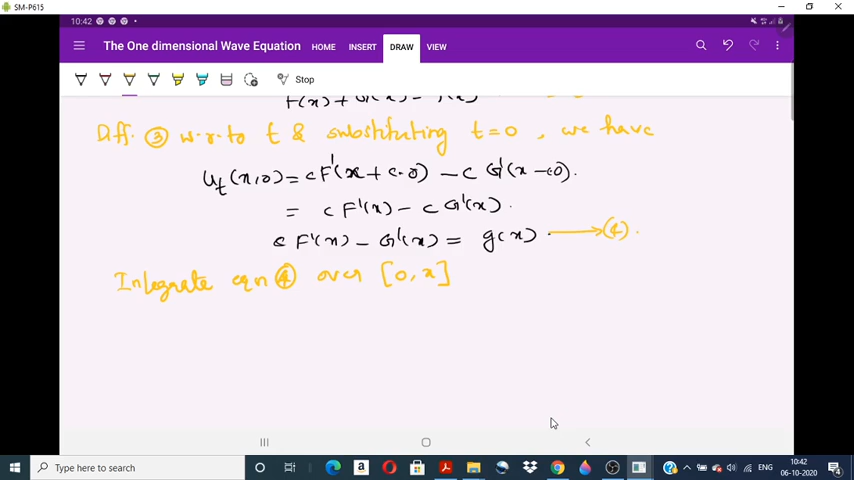 SM-P615
10:42
The One dimensional Wave Equation HOME INSERT DRAW VIEW
Stop
Diff. ③ w.r.to t & substituting t=0, we have
u_t(x,0) = cF'(x + c·0) - c G'(x - c·0).
= cF'(x) - c G'(x).
cF'(x) - G'(x) = g(x). → (4).
Integrate eqn ④ over [0, x]
Type here to search
ENG
10:42
06-10-2020
4